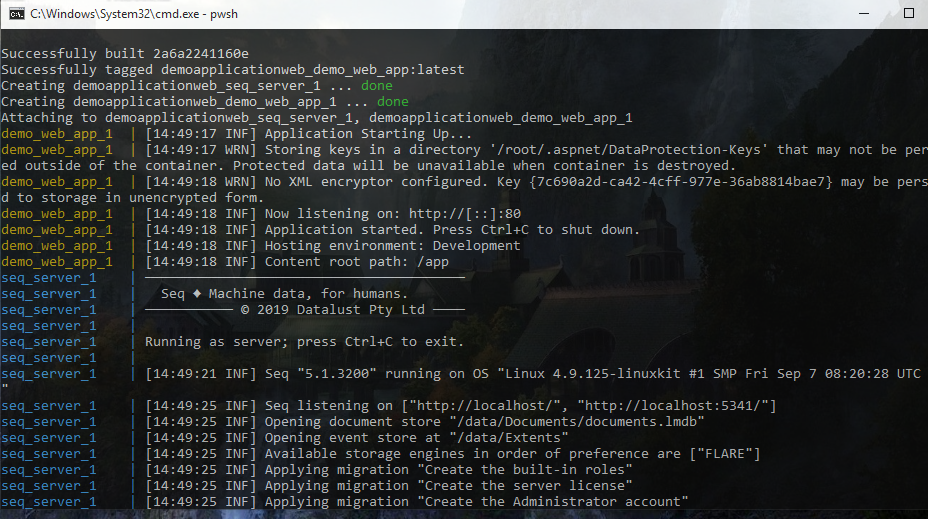 C:\Windows\System32\cmd.exe - pwsh
Successfully built 2a6a2241160e
Successfully tagged demoapplicationweb_demo_web_app:latest
Creating demoapplicationweb_seq_server_1 ... done
Creating demoapplicationweb_demo_web_app_1 ... done
Attaching to demoapplicationweb_seq_server_1, demoapplicationweb_demo_web_app_1
demo_web_app_1  | [14:49:17 INF] Application Starting Up...
demo_web_app_1  | [14:49:17 WRN] Storing keys in a directory '/root/.aspnet/DataProtection-Keys' that may not be per
ed outside of the container. Protected data will be unavailable when container is destroyed.
demo_web_app_1  | [14:49:18 WRN] No XML encryptor configured. Key {7c690a2d-ca42-4cff-977e-36ab8814bae7} may be pers
d to storage in unencrypted form.
demo_web_app_1  | [14:49:18 INF] Now listening on: http://[::]:80
demo_web_app_1  | [14:49:18 INF] Application started. Press Ctrl+C to shut down.
demo_web_app_1  | [14:49:18 INF] Hosting environment: Development
demo_web_app_1  | [14:49:18 INF] Content root path: /app
seq_server_1    | ────────────────────────────────────────
seq_server_1    |   Seq ♦ Machine data, for humans.
seq_server_1    | ─────────── © 2019 Datalust Pty Ltd ────
seq_server_1    |
seq_server_1    | Running as server; press Ctrl+C to exit.
seq_server_1    |
seq_server_1    | [14:49:21 INF] Seq "5.1.3200" running on OS "Linux 4.9.125-linuxkit #1 SMP Fri Sep 7 08:20:28 UTC
"
seq_server_1    | [14:49:25 INF] Seq listening on ["http://localhost/", "http://localhost:5341/"]
seq_server_1    | [14:49:25 INF] Opening document store "/data/Documents/documents.lmdb"
seq_server_1    | [14:49:25 INF] Opening event store at "/data/Extents"
seq_server_1    | [14:49:25 INF] Available storage engines in order of preference are ["FLARE"]
seq_server_1    | [14:49:25 INF] Applying migration "Create the built-in roles"
seq_server_1    | [14:49:25 INF] Applying migration "Create the server license"
seq_server_1    | [14:49:25 INF] Applying migration "Create the Administrator account"